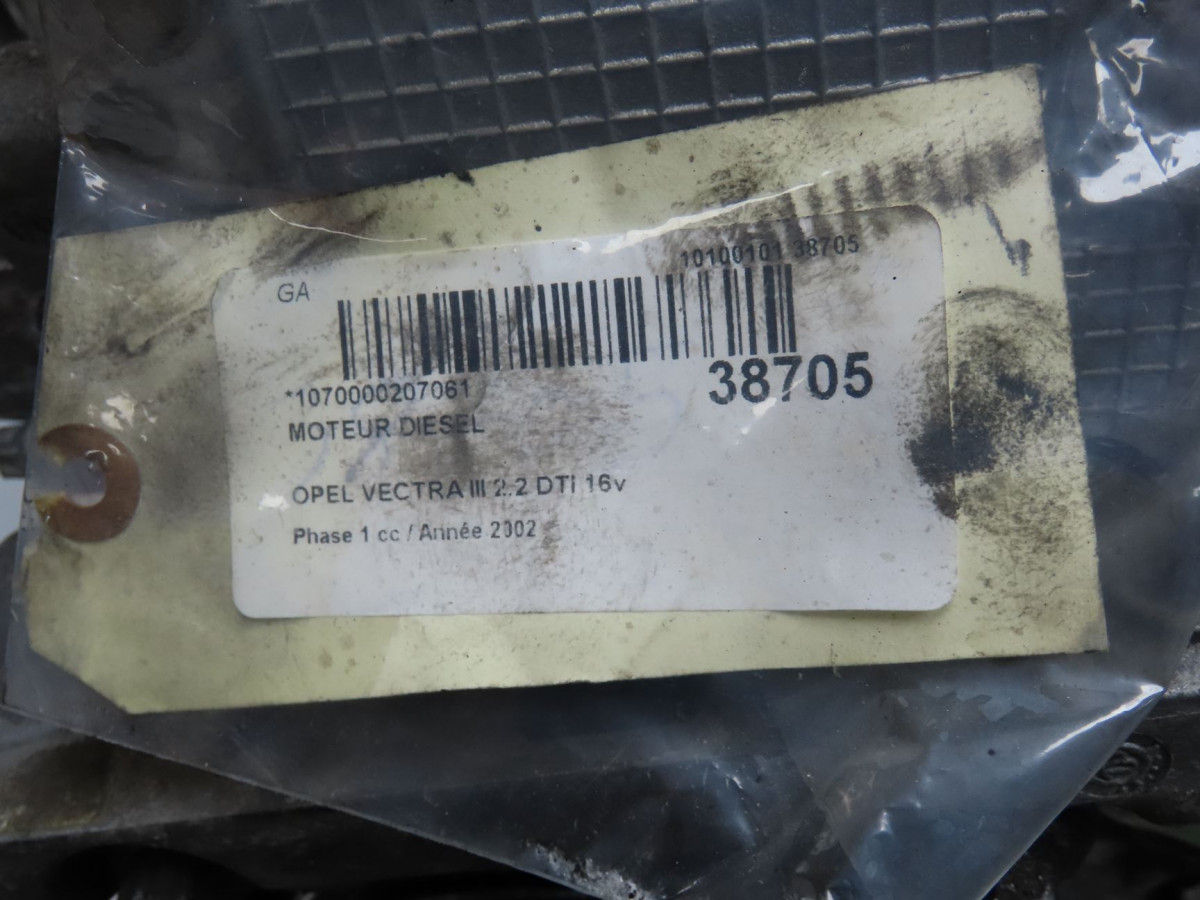 10100101 38705
GA
*1070000207061
38705
MOTEUR DIESEL
OPEL VECTRA III 2.2 DTI 16v
Phase 1 cc / Année 2002